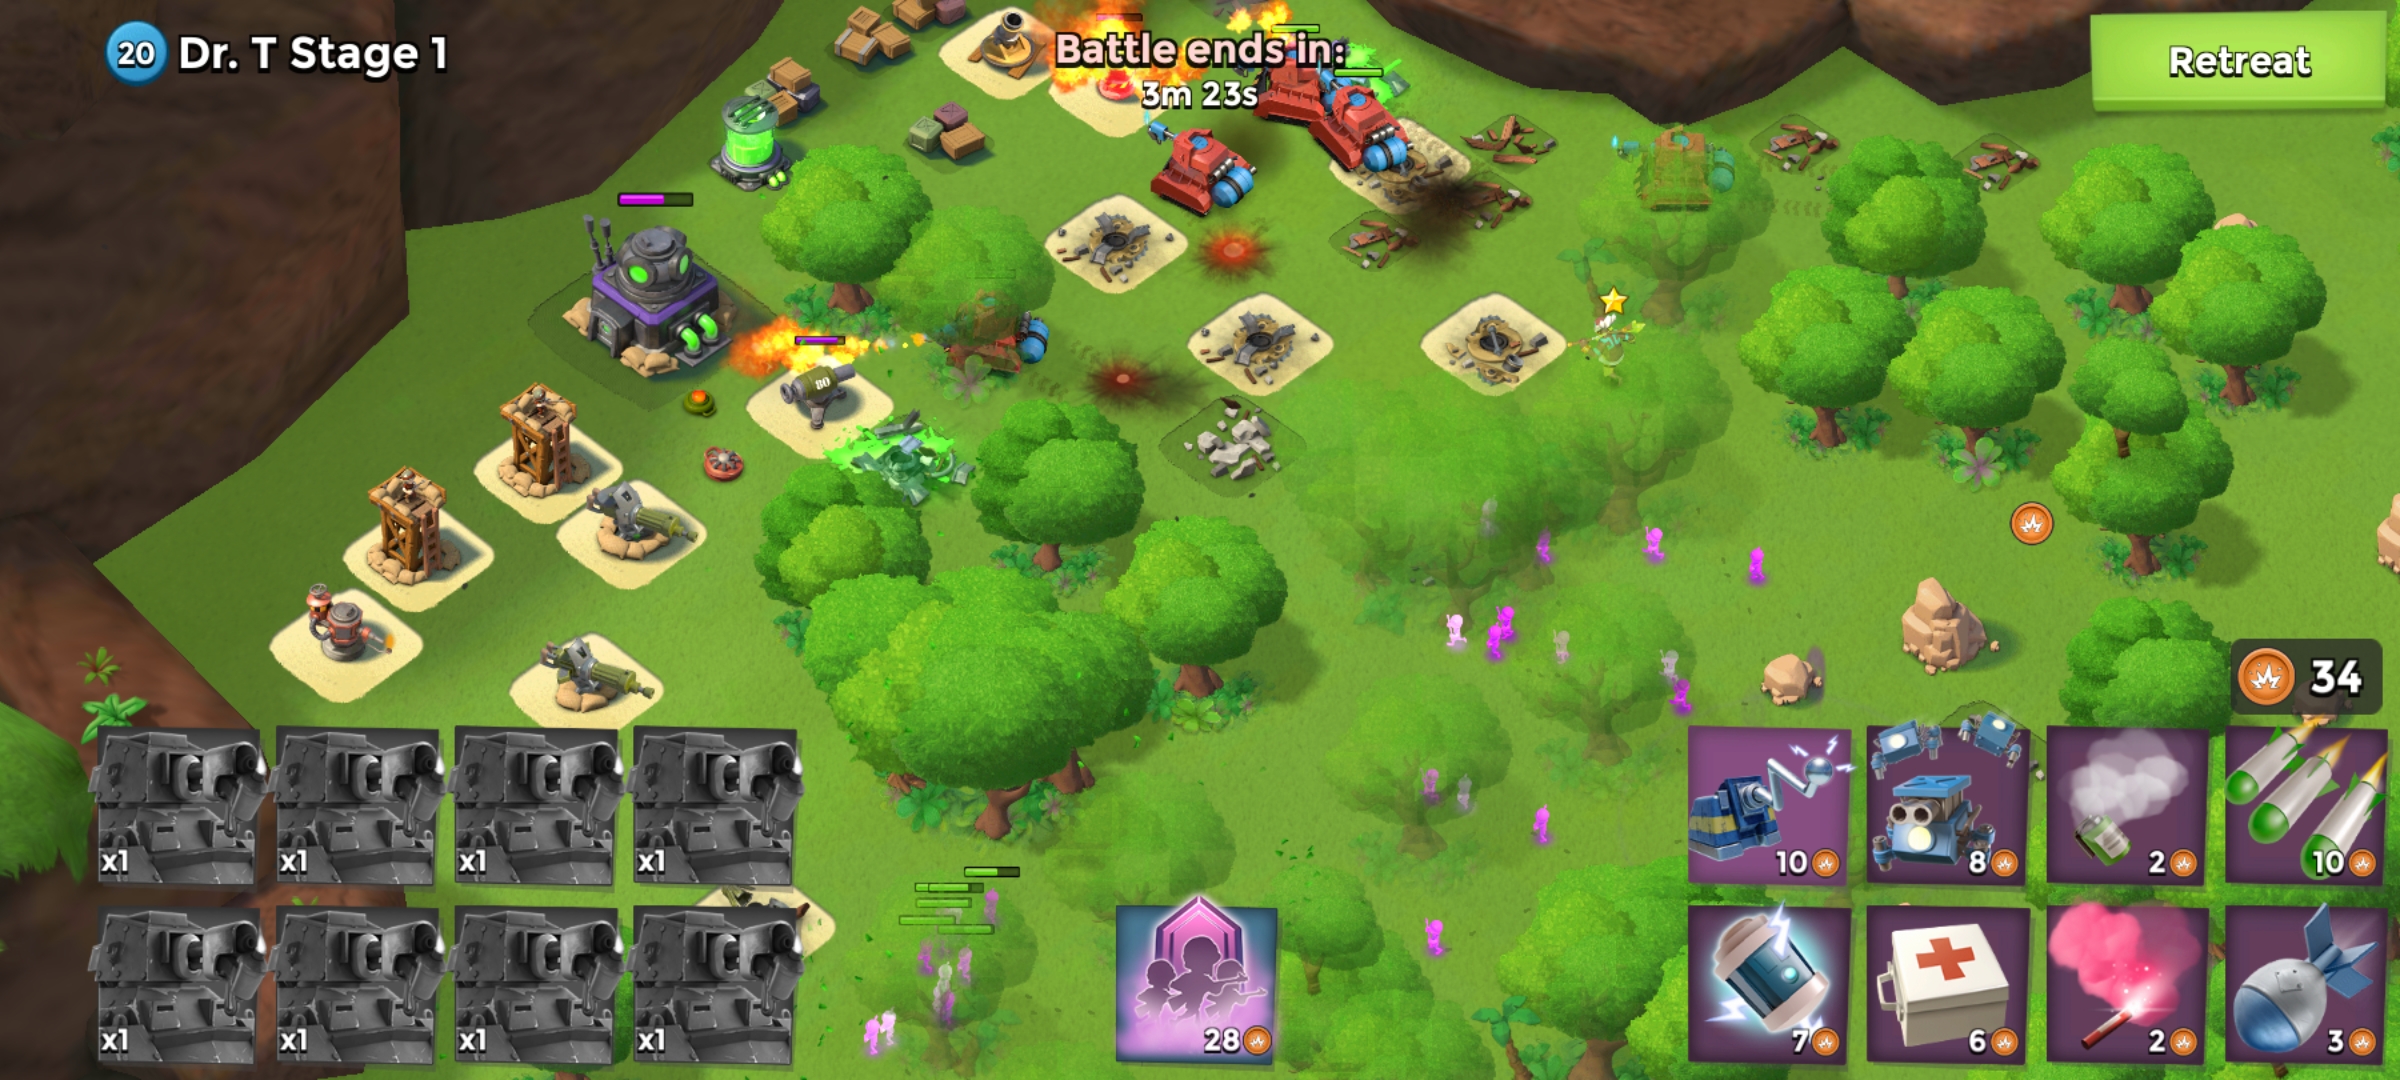 20 Dr. T Stage 1
Battle ends in:
3m 23s
Retreat
80
34
x1 x1 x1 x1
10 8 2 10
x1 x1 x1 x1
28
7 6 2 3